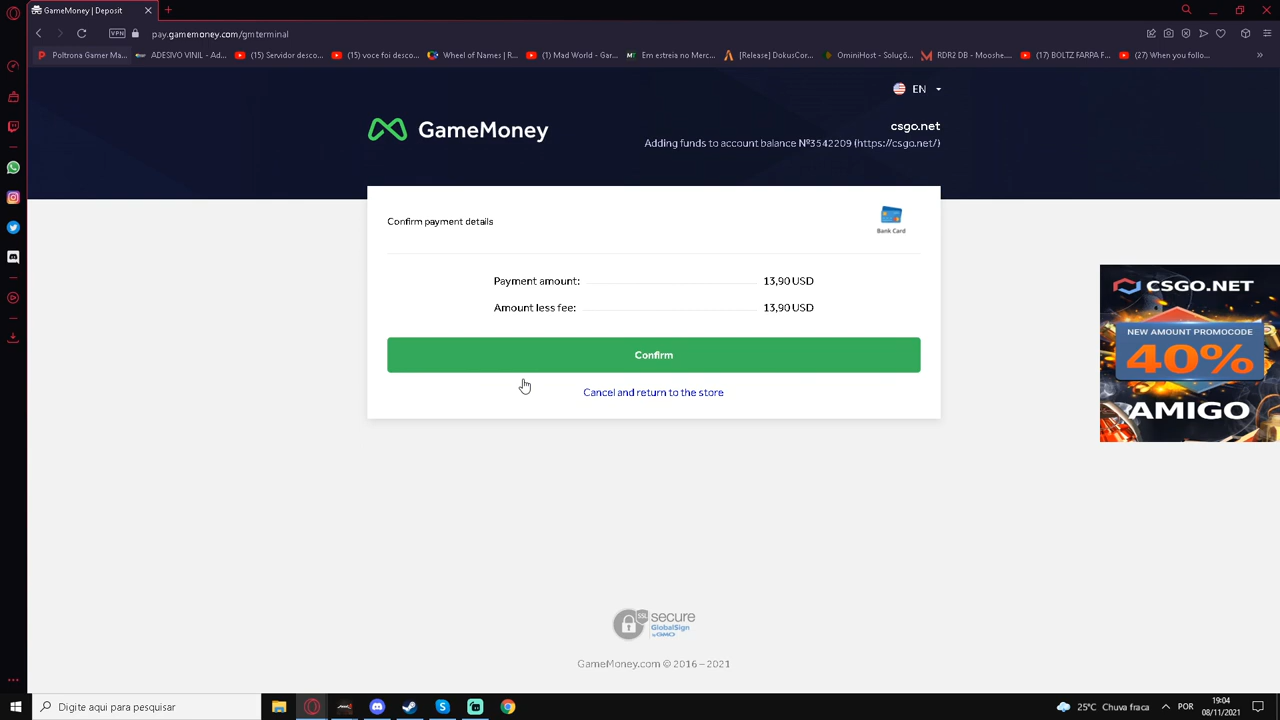 GameMoney | Deposit
VPN
pay.gamemoney.com/gmterminal
Poltrona Gamer Ma...
ADESIVO VINIL - Ad...
(15) Servidor desco...
(15) voce foi desco...
Wheel of Names | R...
(1) Mad World - Gar...
Em estreia no Merc...
[Release] DokusCor...
OminiHost - Soluçõ...
RDR2 DB - Mooshe...
(17) BOLTZ FARPA F...
(27) When you follo...
EN
GameMoney
csgo.net
Adding funds to account balance №3542209 (https://csgo.net/)
Confirm payment details
Bank Card
Payment amount: 13,90 USD
Amount less fee: 13,90 USD
Confirm
Cancel and return to the store
CSGO.NET
NEW AMOUNT PROMOCODE
40%
AMIGO
SSL
secure
GlobalSign
by GMO
GameMoney.com © 2016 – 2021
Digite aqui para pesquisar
25°C Chuva fraca
POR
19:04
08/11/2021